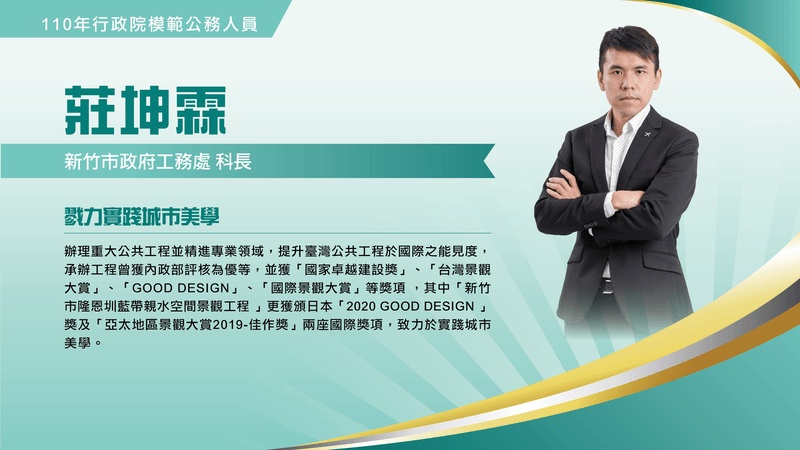 110年行政院模範公務人員
莊坤霖
新竹市政府工務處 科長
戮力實踐城市美學
辦理重大公共工程並精進專業領域，提升臺灣公共工程於國際之能見度，
承辦工程曾獲內政部評核為優等，並獲「國家卓越建設獎」、「台灣景觀
大賞」、「GOOD DESIGN」、「國際景觀大賞」等獎項 ，其中「新竹
市隆恩圳藍帶親水空間景觀工程 」更獲頒日本「2020 GOOD DESIGN 」
獎及「亞太地區景觀大賞2019-佳作獎」兩座國際獎項，致力於實踐城市
美學。